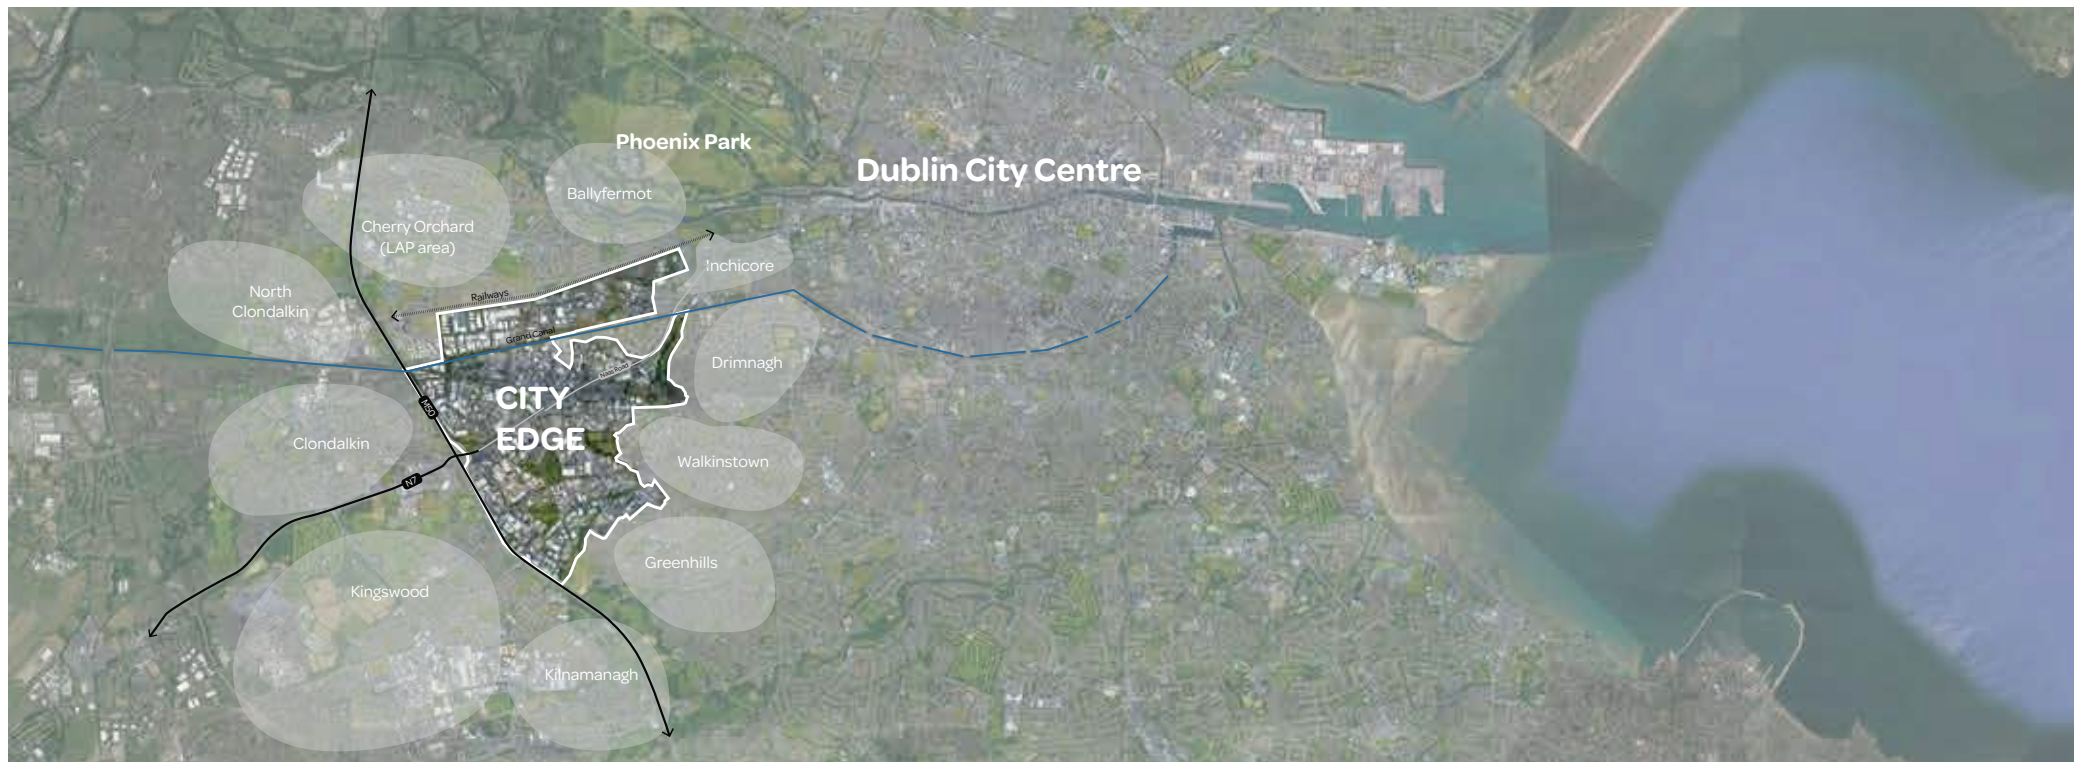 Phoenix Park
Dublin City Centre
Ballyfermot
Cherry Orchard
(LAP area)
Inchicore
North
Clondalkin
Railways
Grand Canal
Drimnagh
Naas Road
CITY
EDGE
M50
Clondalkin
Walkinstown
N7
Greenhills
Kingswood
Kilnamanagh